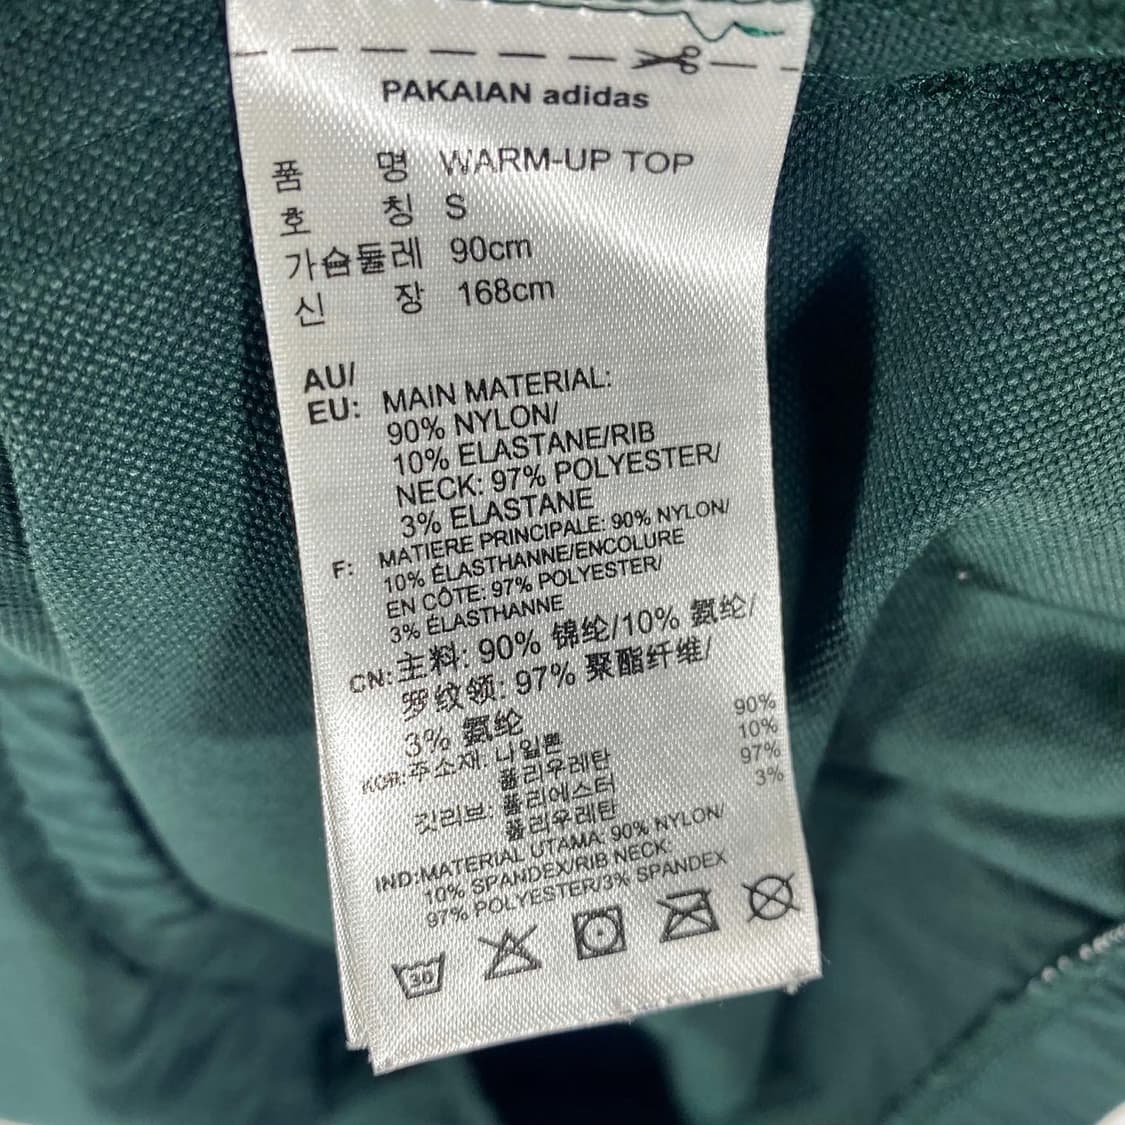 PAKAIAN adidas
품 명 WARM-UP TOP
호 칭 S
가슴둘레 90cm
신 장 168cm
AU/
EU: MAIN MATERIAL:
90% NYLON/
10% ELASTANE/RIB
NECK: 97% POLYESTER/
3% ELASTANE
F: MATIERE PRINCIPALE: 90% NYLON/
10% ÉLASTHANNE/ENCOLURE
EN CÔTE: 97% POLYESTER/
3% ÉLASTHANNE
CN: 主料: 90% 锦纶/10% 氨纶/
罗纹领: 97% 聚酯纤维/
3% 氨纶
KOR: 주소재: 나일론 90%
폴리우레탄 10%
깃리브: 폴리에스터 97%
폴리우레탄 3%
IND: MATERIAL UTAMA: 90% NYLON/
10% SPANDEX/RIB NECK:
97% POLYESTER/3% SPANDEX
30